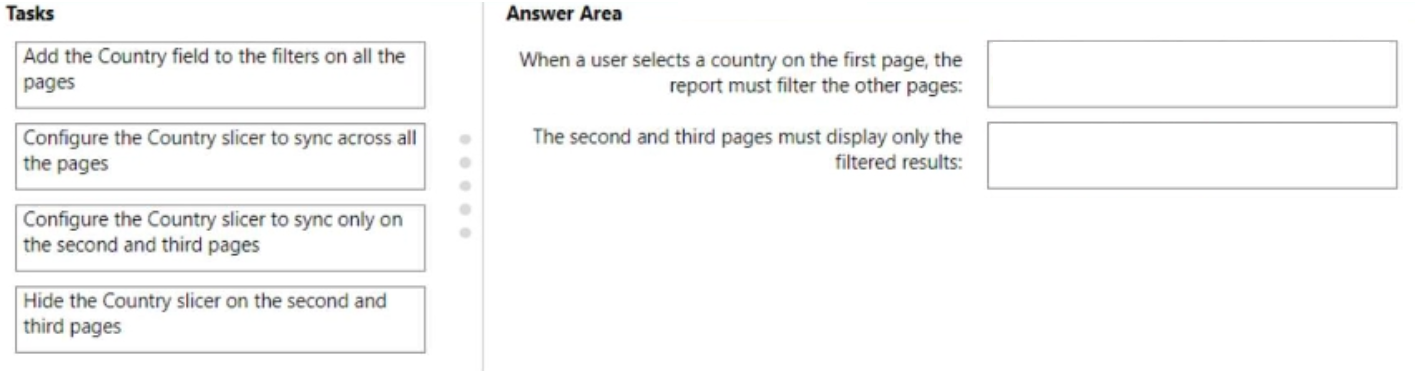 Tasks
Add the Country field to the filters on all the
pages
Configure the Country slicer to sync across all
the pages
Configure the Country slicer to sync only on
the second and third pages
Hide the Country slicer on the second and
third pages
Answer Area
When a user selects a country on the first page, the
report must filter the other pages:
The second and third pages must display only the
filtered results: